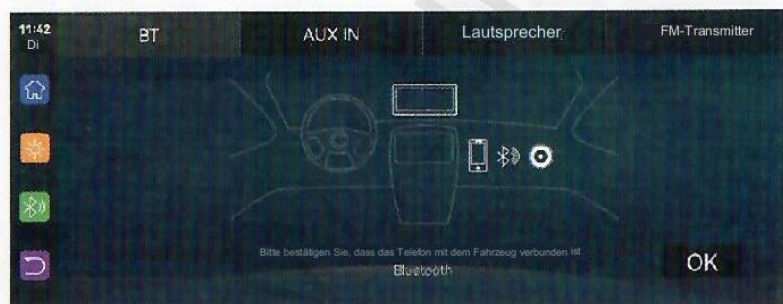 11:42
Di
BT
AUX IN
Lautsprecher
FM-Transmitter
Bitte bestätigen Sie, dass das Telefon mit dem Fahrzeug verbunden ist
Bluetooth
OK